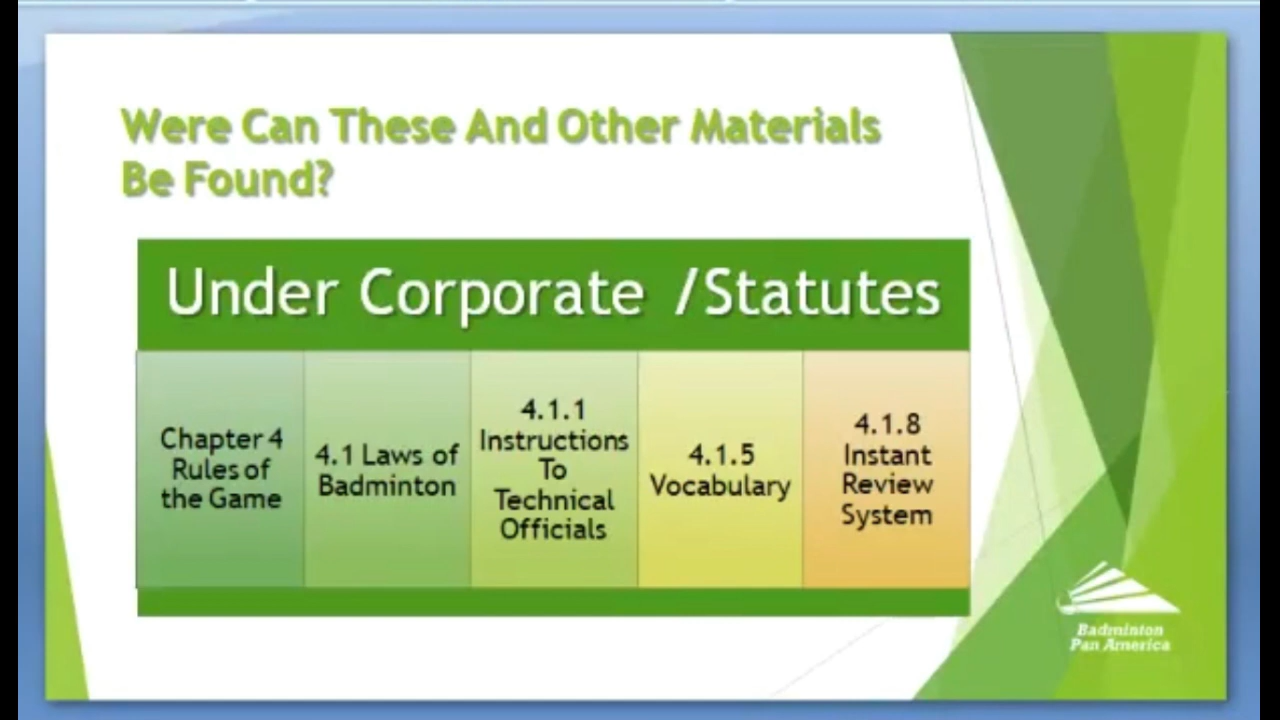 Were Can These And Other Materials
Be Found?
Under Corporate /Statutes
Chapter 4
Rules of
the Game
4.1 Laws of
Badminton
4.1.1
Instructions
To
Technical
Officials
4.1.5
Vocabulary
4.1.8
Instant
Review
System
Badminton
Pan America